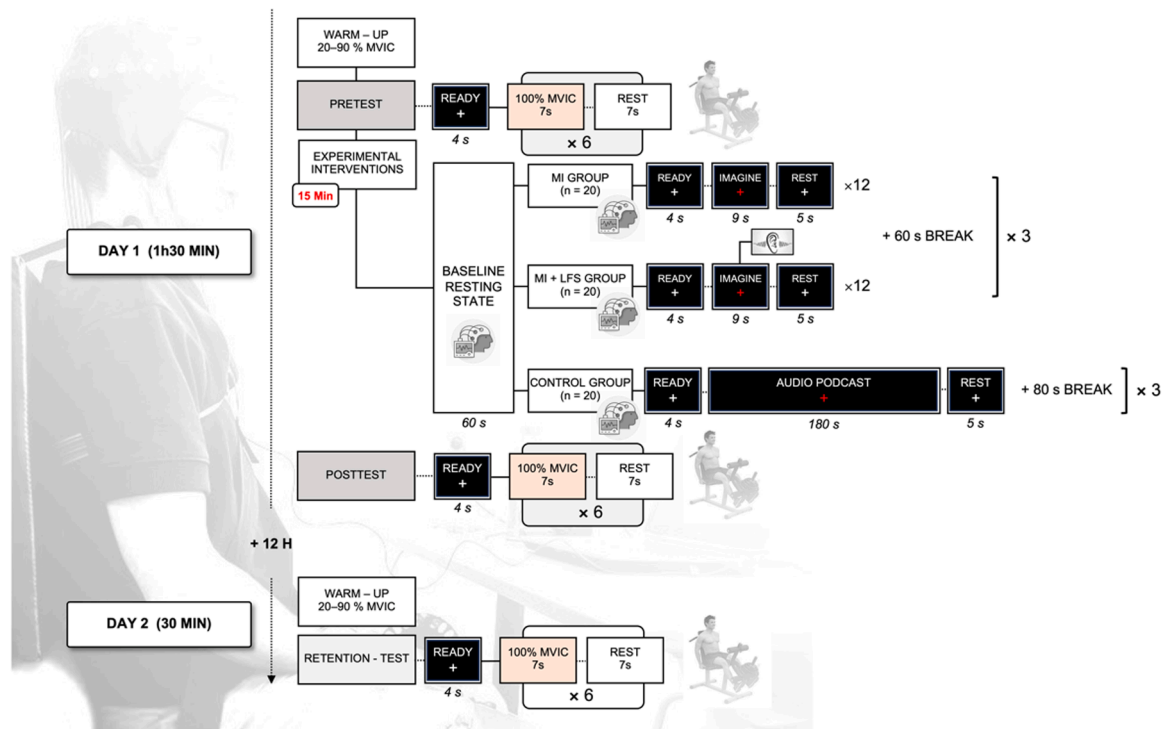 WARM – UP
20–90 % MVIC
PRETEST
READY
+
4 s
100% MVIC
7s
REST
7s
× 6
EXPERIMENTAL
INTERVENTIONS
15 Min
DAY 1 (1h30 MIN)
BASELINE
RESTING
STATE
60 s
MI GROUP
(n = 20)
READY
+
4 s
IMAGINE
+
9 s
REST
+
5 s
×12
MI + LFS GROUP
(n = 20)
READY
+
4 s
IMAGINE
+
9 s
REST
+
5 s
×12
+ 60 s BREAK
× 3
CONTROL GROUP
(n = 20)
READY
+
4 s
AUDIO PODCAST
+
180 s
REST
+
5 s
+ 80 s BREAK
× 3
POSTTEST
READY
+
4 s
100% MVIC
7s
REST
7s
× 6
+ 12 H
DAY 2 (30 MIN)
WARM – UP
20–90 % MVIC
RETENTION - TEST
READY
+
4 s
100% MVIC
7s
REST
7s
× 6